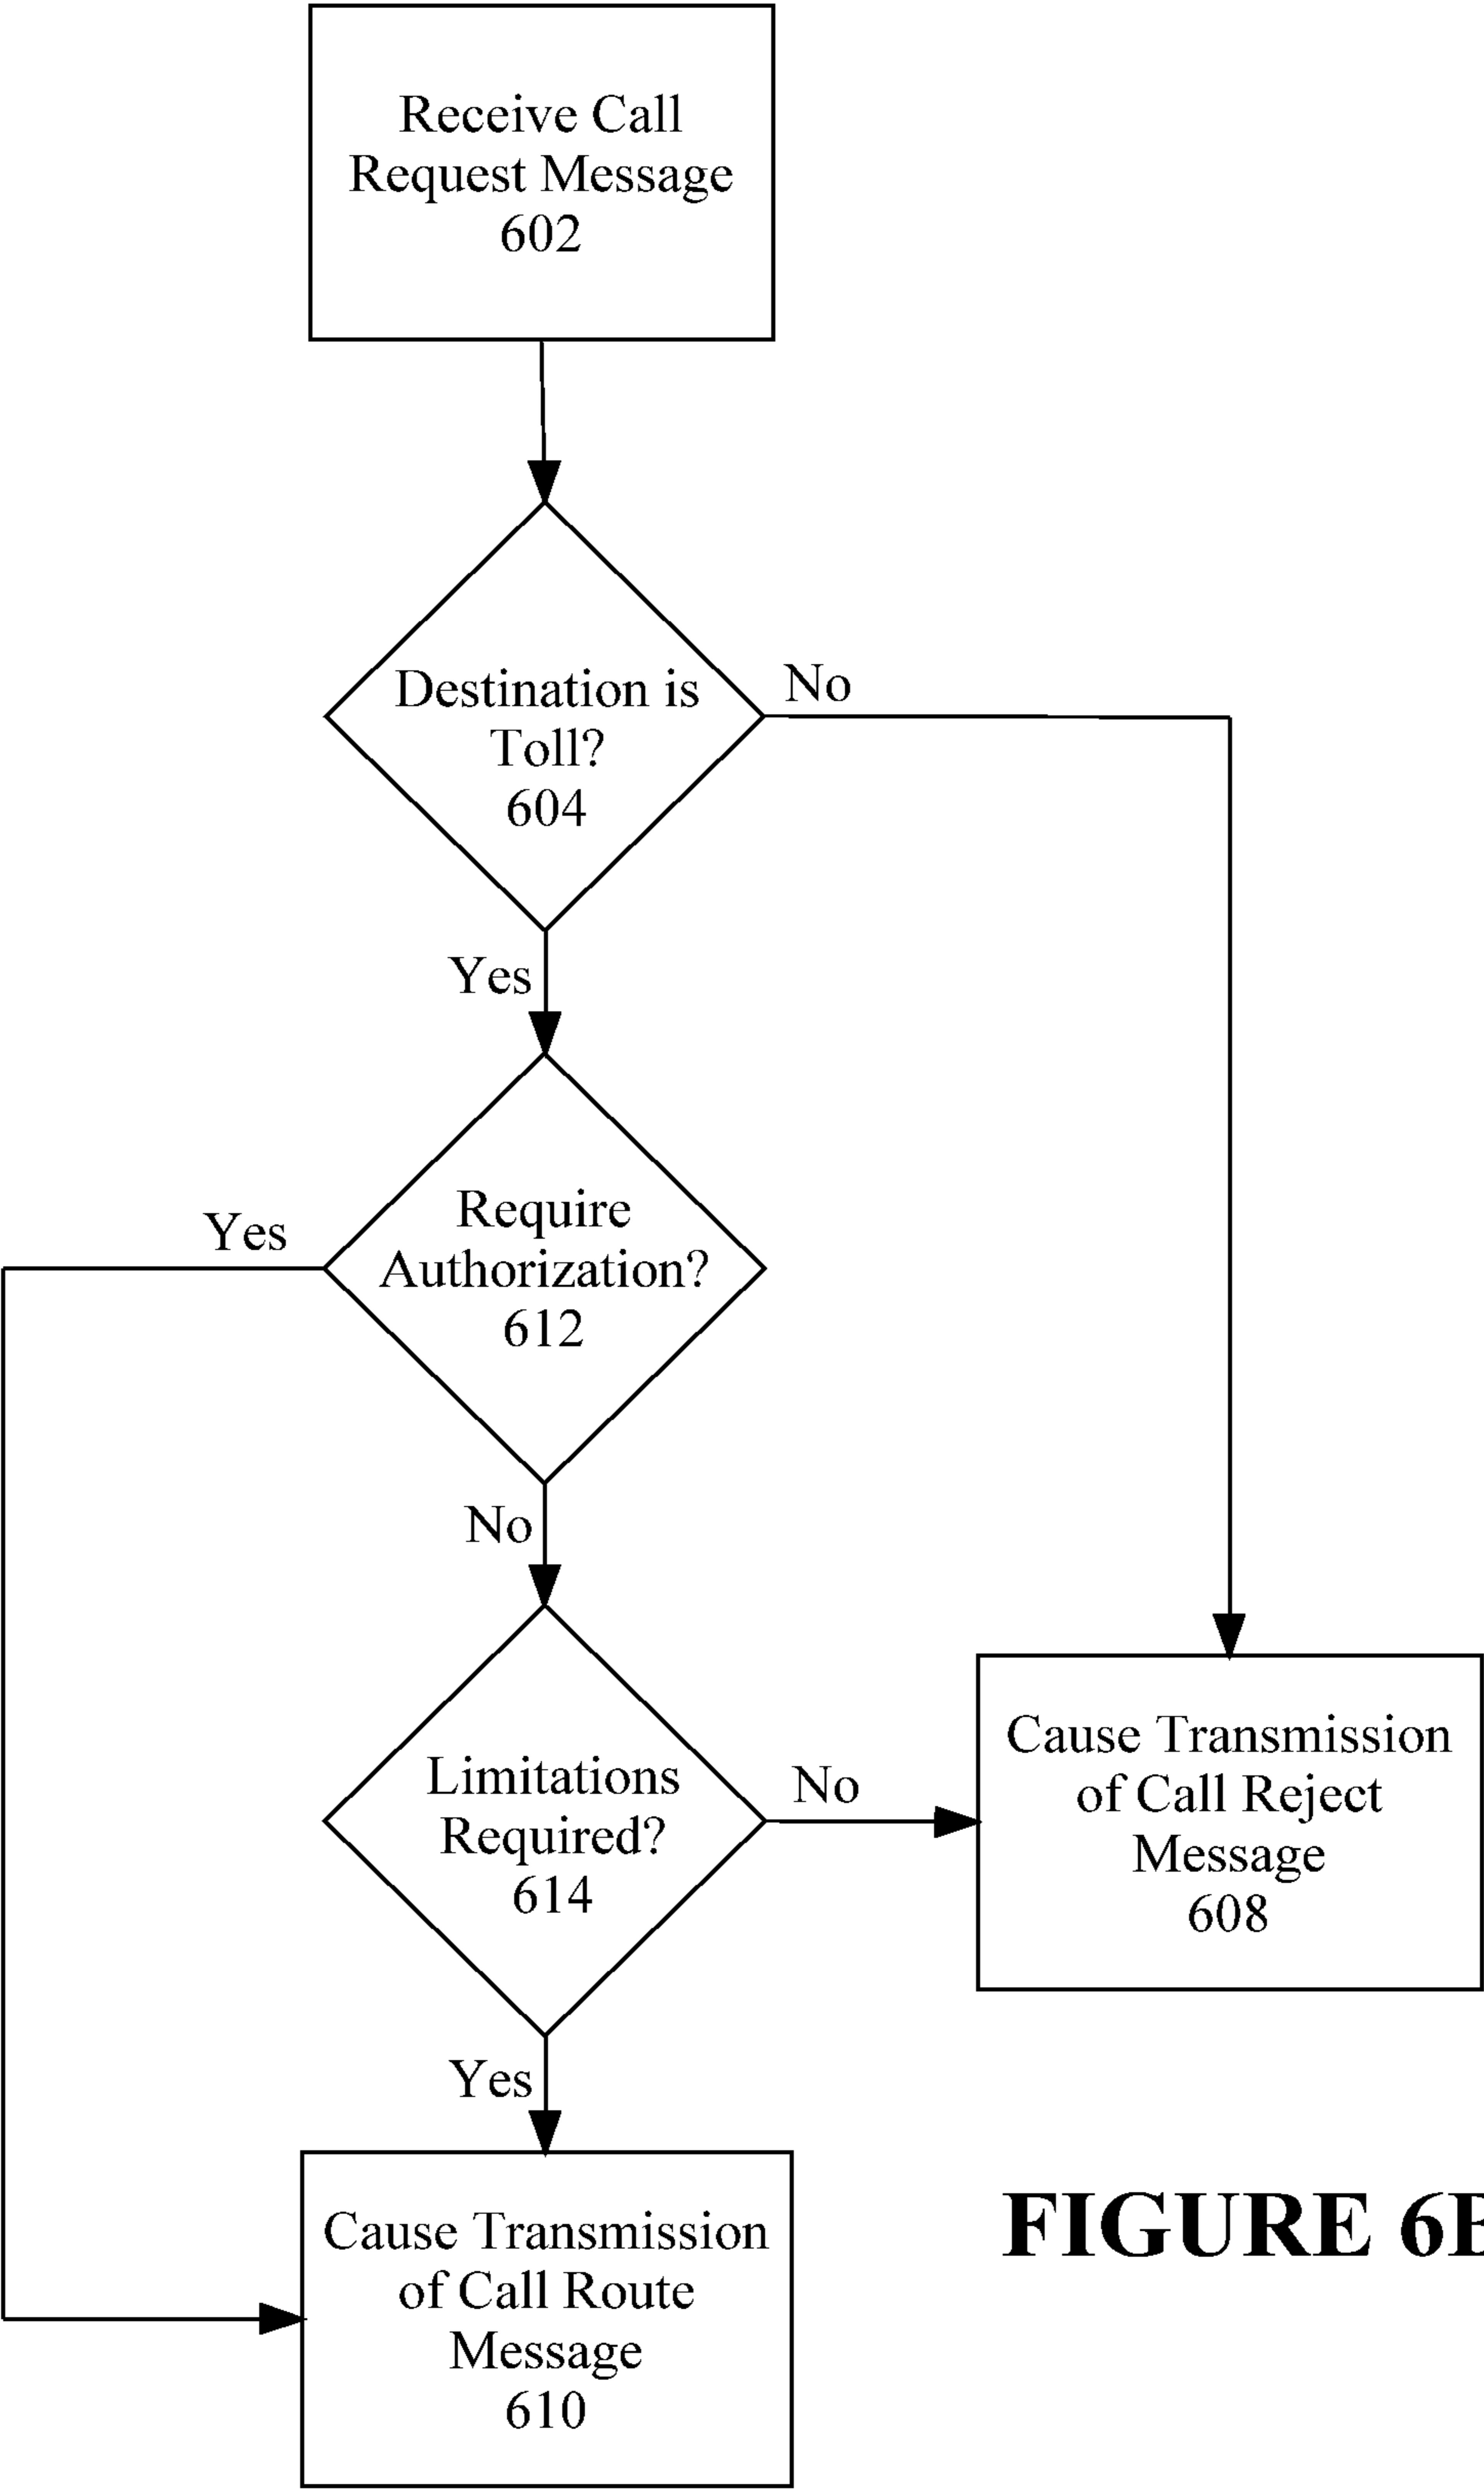 Receive Call
Request Message
602
Destination is
Toll?
604
No
Yes
Require
Authorization?
612
Yes
No
Limitations
Required?
614
No
Cause Transmission
of Call Reject
Message
608
Yes
Cause Transmission
of Call Route
Message
610
FIGURE 6B